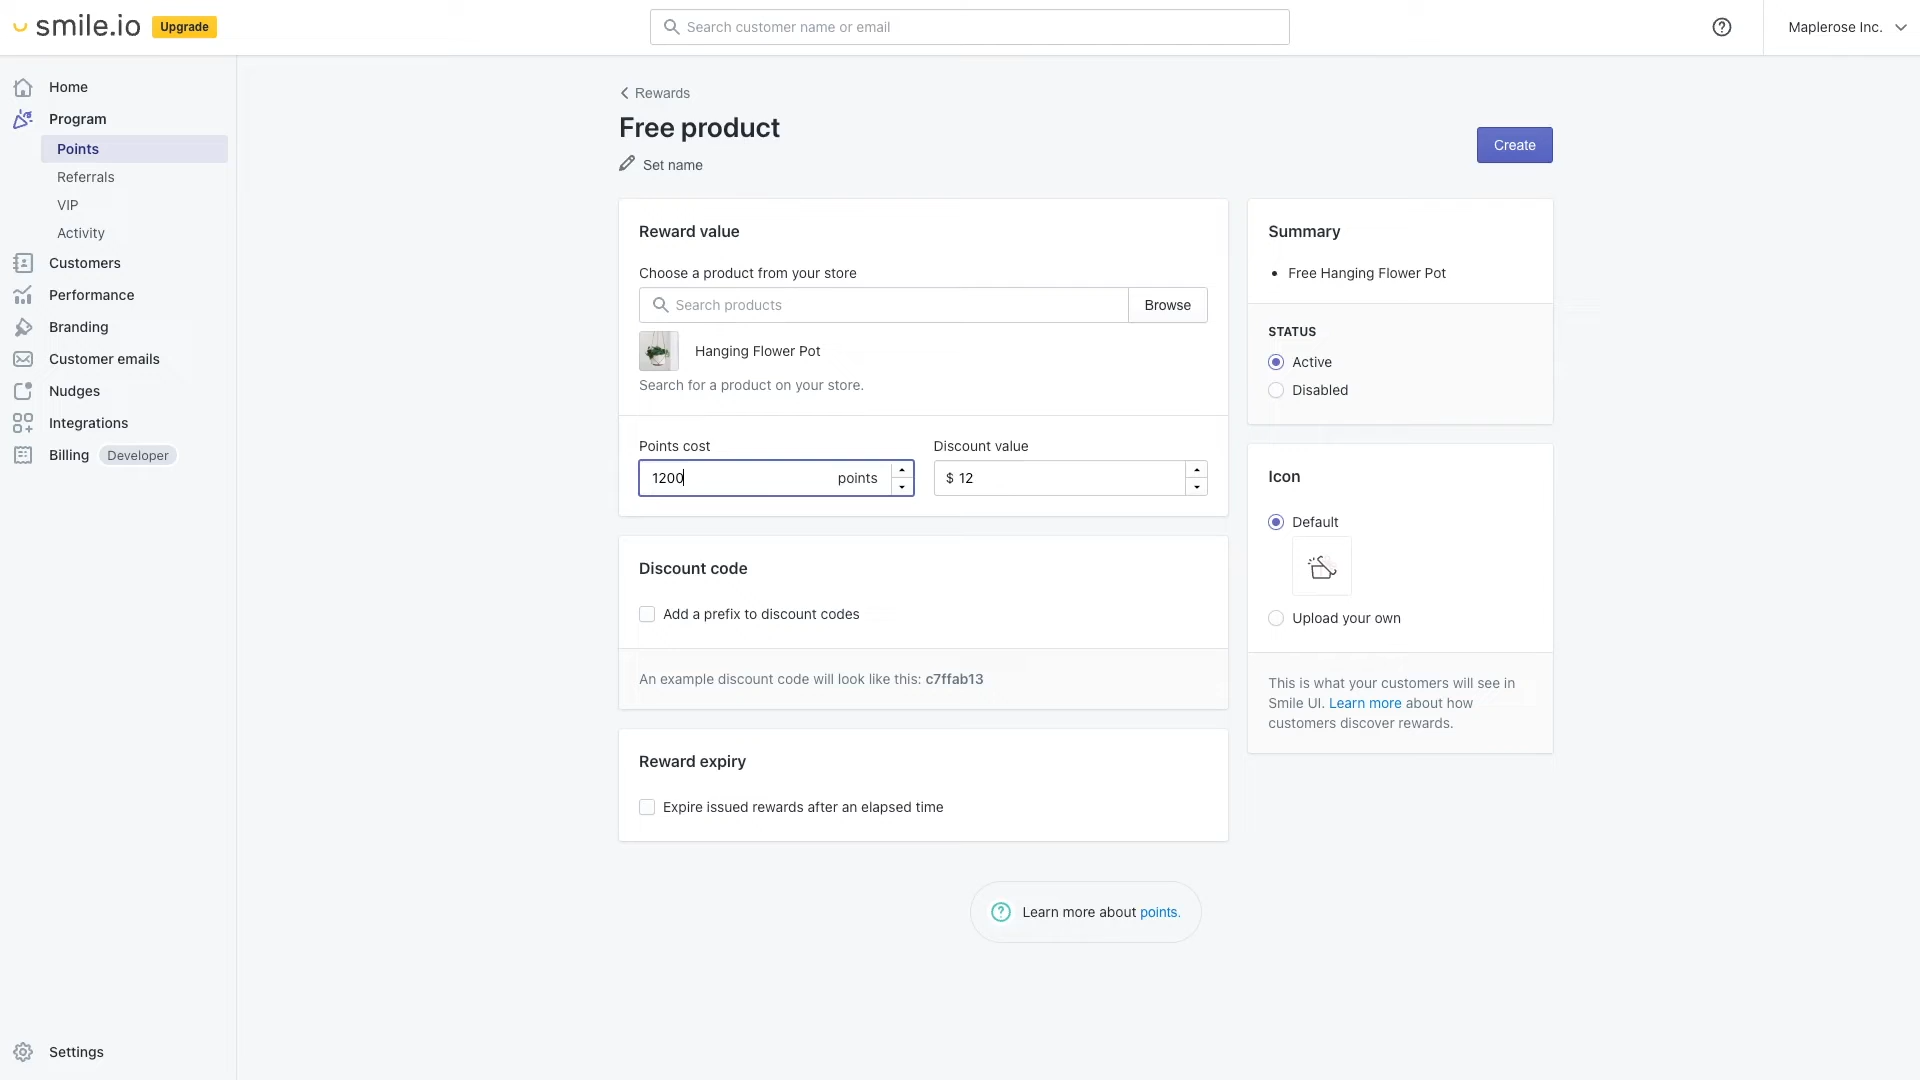 smile.io
Upgrade
Search customer name or email
Maplerose Inc.
Home
Program
Points
Referrals
VIP
Activity
Customers
Performance
Branding
Customer emails
Nudges
Integrations
Billing Developer
Settings
Rewards
Free product
Set name
Create
Reward value
Choose a product from your store
Search products
Browse
Hanging Flower Pot
Search for a product on your store.
Points cost
1200 points
Discount value
$ 12
Discount code
Add a prefix to discount codes
An example discount code will look like this: c7ffab13
Reward expiry
Expire issued rewards after an elapsed time
Summary
• Free Hanging Flower Pot
STATUS
Active
Disabled
Icon
Default
Upload your own
This is what your customers will see in
Smile UI. Learn more about how
customers discover rewards.
Learn more about points.